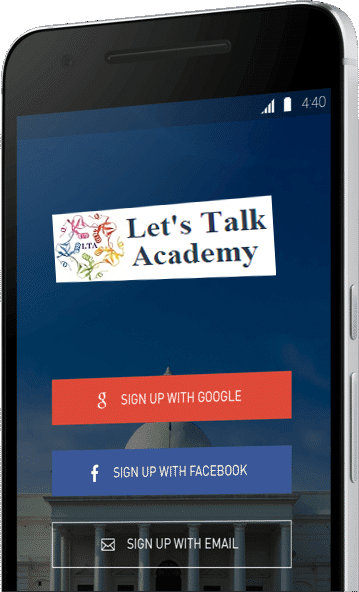 4:40
LTA
Let's Talk
Academy
SIGN UP WITH GOOGLE
f SIGN UP WITH FACEBOOK
SIGN UP WITH EMAIL